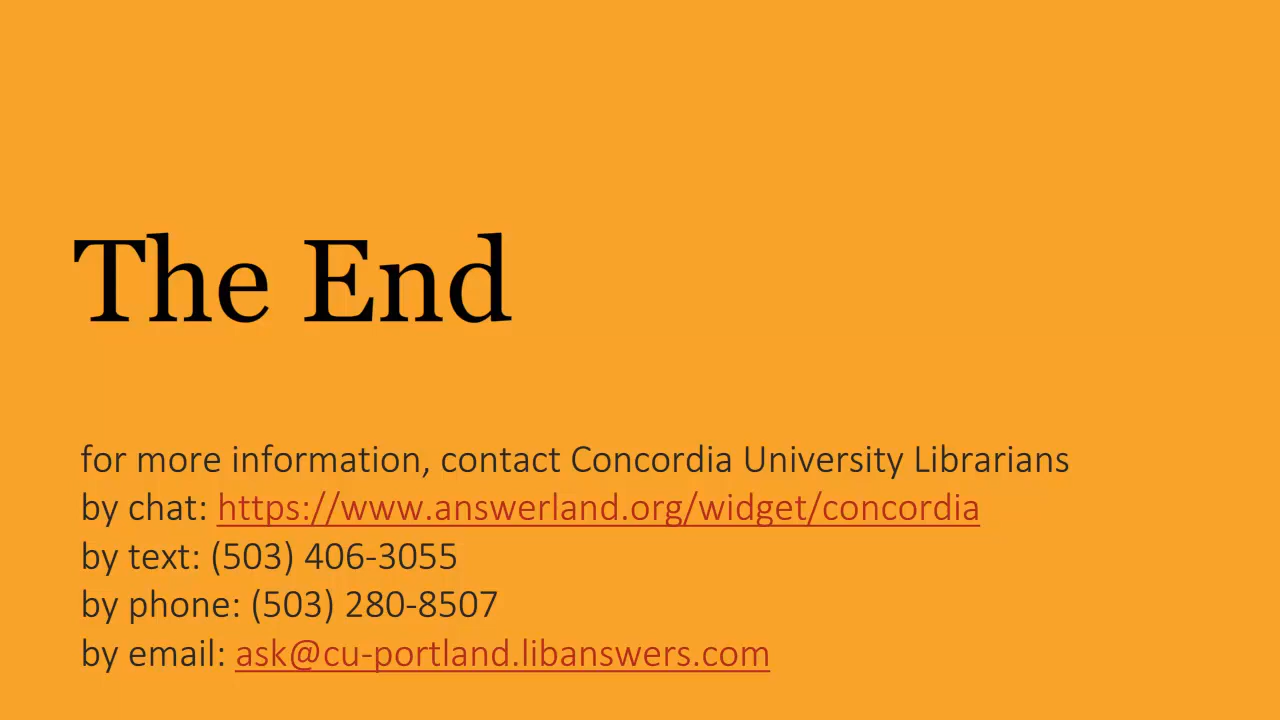 The End
for more information, contact Concordia University Librarians
by chat: https://www.answerland.org/widget/concordia
by text: (503) 406-3055
by phone: (503) 280-8507
by email: ask@cu-portland.libanswers.com